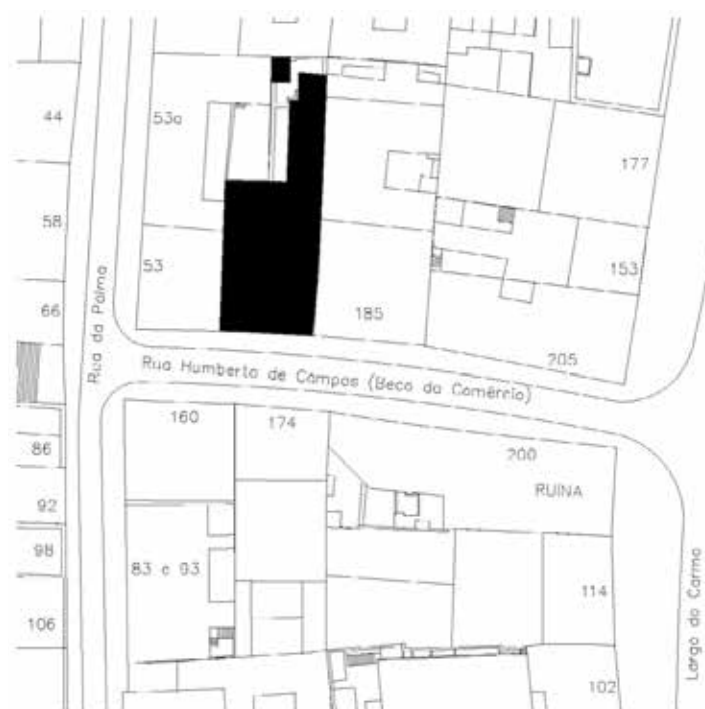 44
53a
177
58
53
153
66
185
Rua da Palma
205
Rua Humberto de Campos (Beco do Comércio)
160
174
200
86
RUINA
92
98
83 e 93
114
106
102
Largo do Carmo